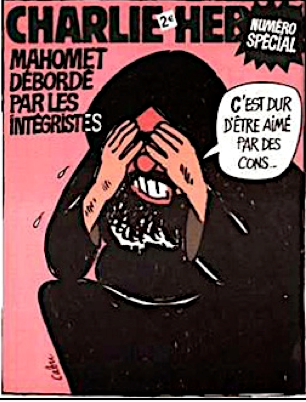 CHARLIE HEB
2€
NUMÉRO
SPÉCIAL
MAHOMET
DÉBORDÉ
PAR LES
INTÉGRISTES
C'EST DUR
D'ÊTRE AIMÉ
PAR DES
CONS...
Cabu